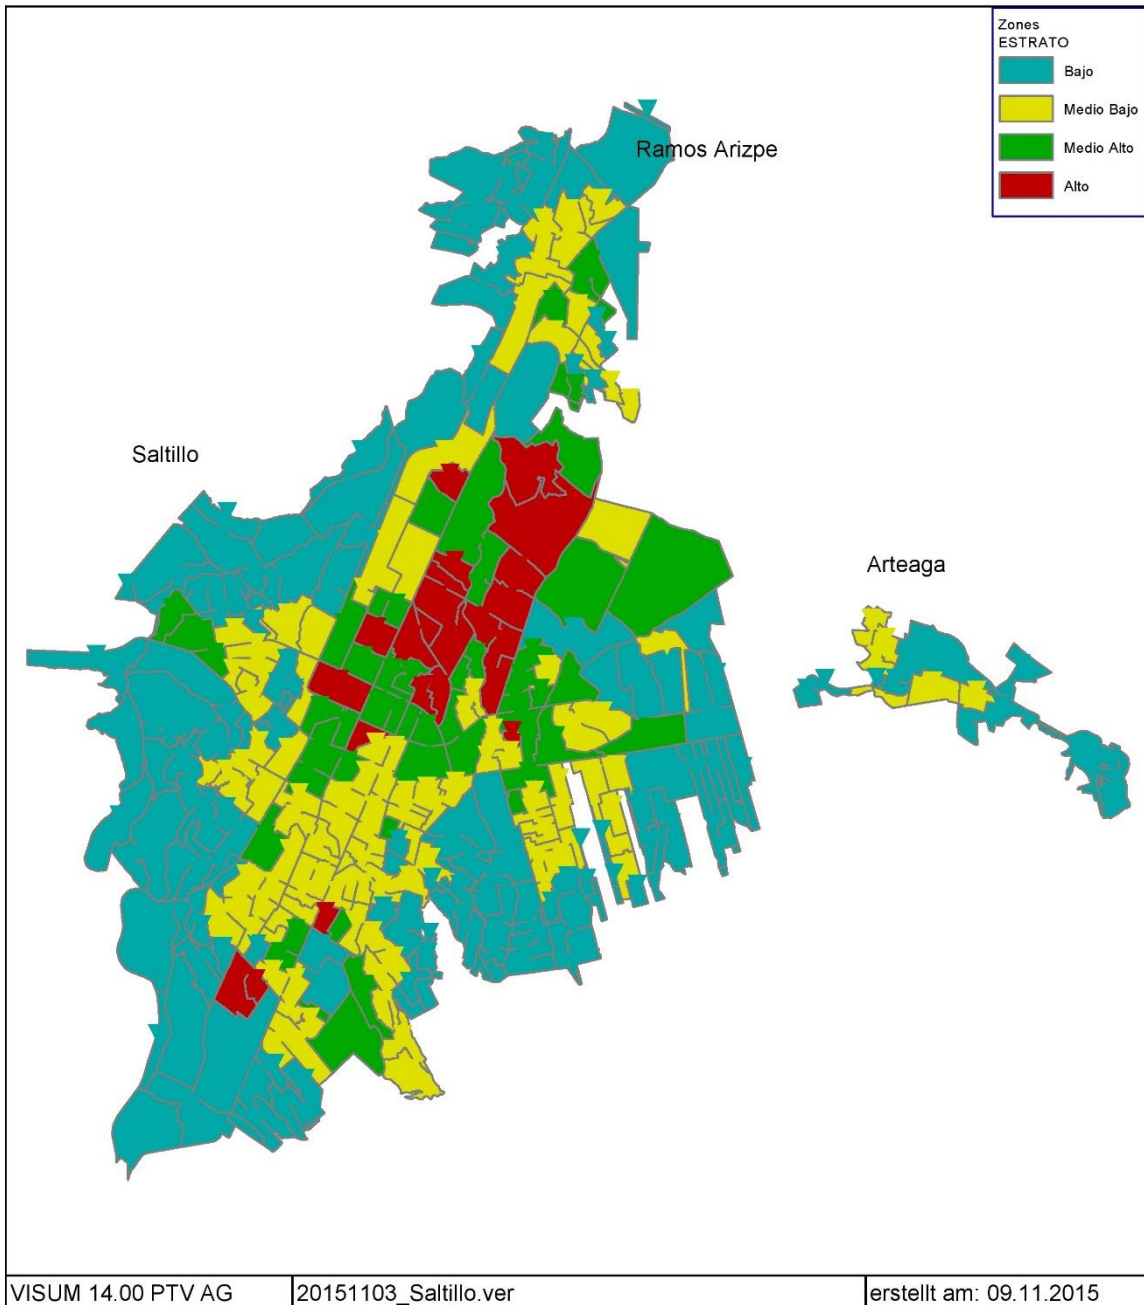 Zones
ESTRATO
Bajo
Medio Bajo
Medio Alto
Alto
Ramos Arizpe
Saltillo
Arteaga
VISUM 14.00 PTV AG
20151103_Saltillo.ver
erstellt am: 09.11.2015